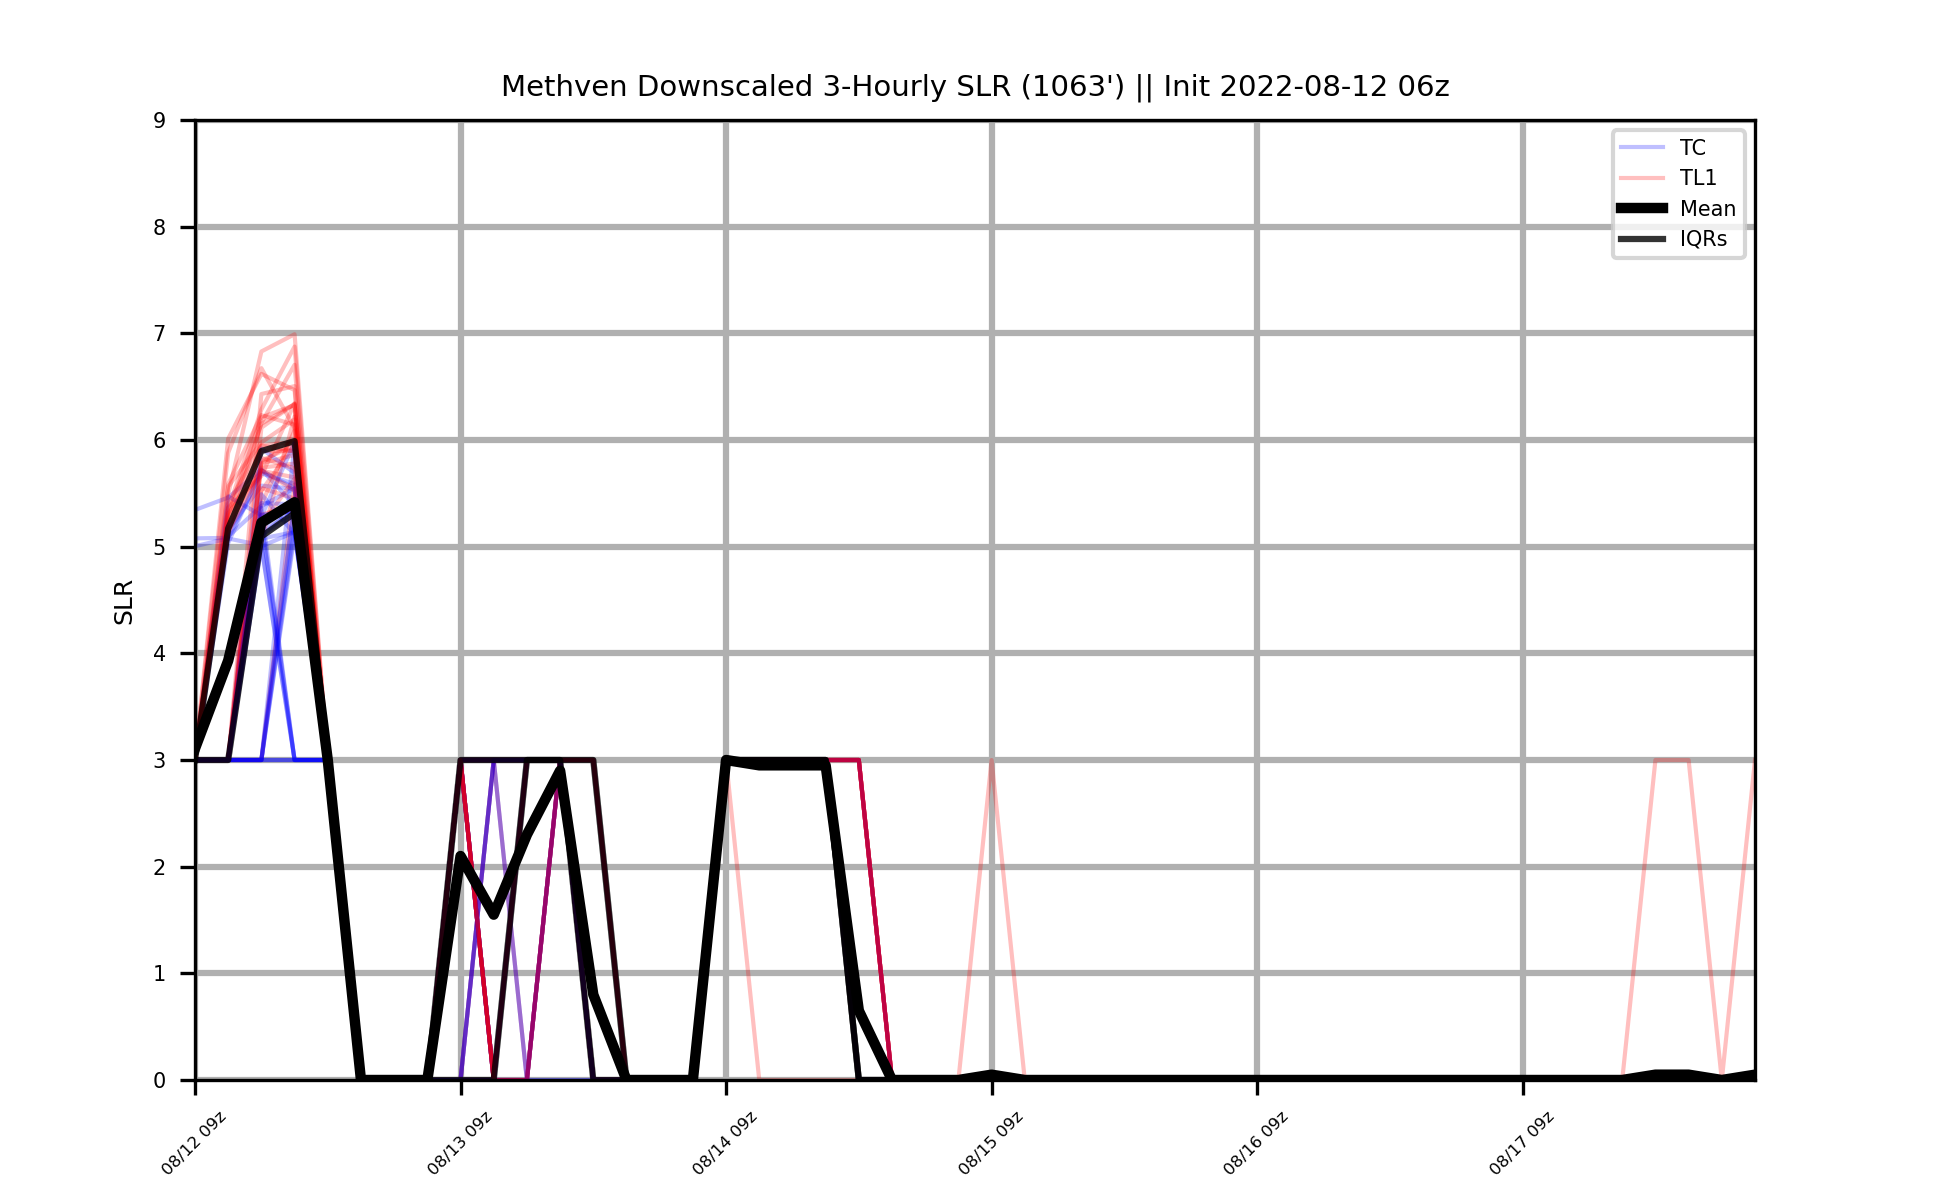 Methven Downscaled 3-Hourly SLR (1063') || Init 2022-08-12 06z
TC
TL1
Mean
IQRs
SLR
9
8
7
6
5
4
3
2
1
0
08/12 09z
08/13 09z
08/14 09z
08/15 09z
08/16 09z
08/17 09z